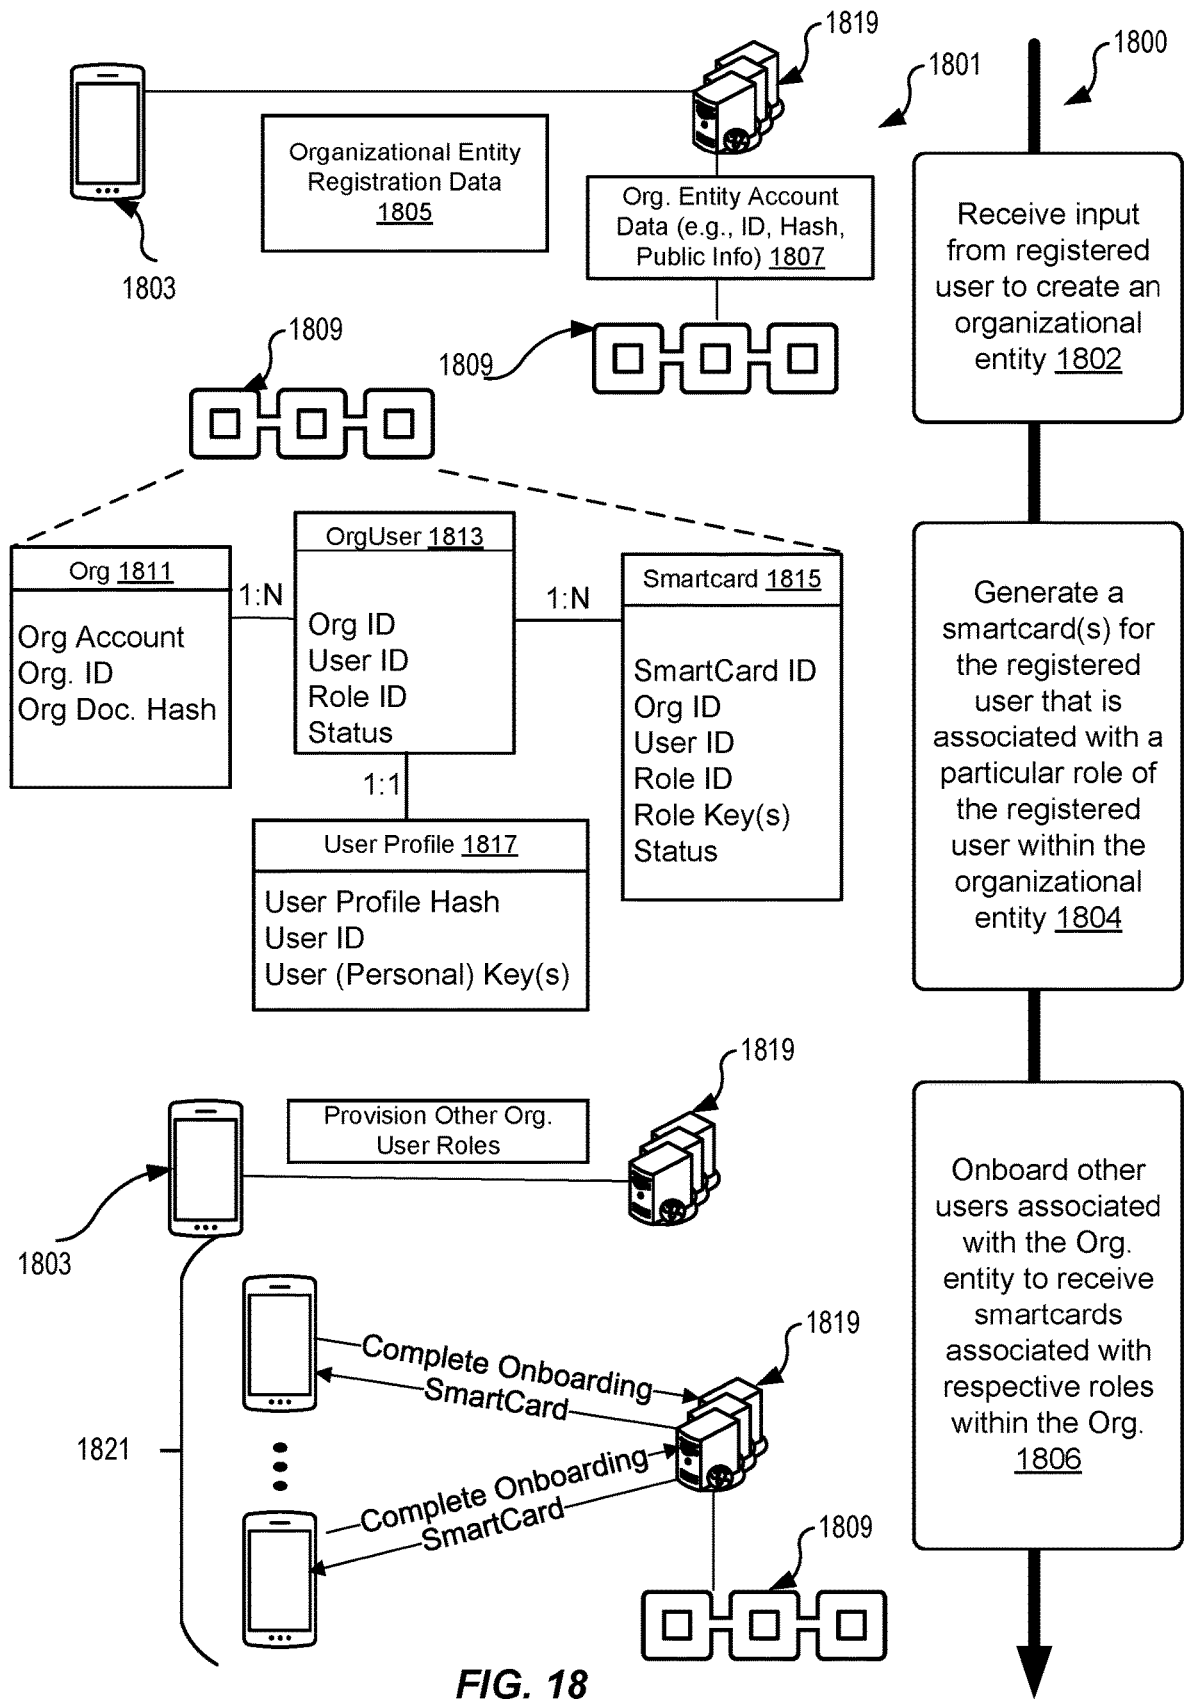 1819
1801
1800
Organizational Entity
Registration Data
1805
1803
Org. Entity Account
Data (e.g., ID, Hash,
Public Info) 1807
Receive input
from registered
user to create an
organizational
entity 1802
1809
1809
Org 1811
Org Account
Org. ID
Org Doc. Hash
1:N
OrgUser 1813
Org ID
User ID
Role ID
Status
1:N
Smartcard 1815
SmartCard ID
Org ID
User ID
Role ID
Role Key(s)
Status
1:1
User Profile 1817
User Profile Hash
User ID
User (Personal) Key(s)
Generate a
smartcard(s) for
the registered
user that is
associated with a
particular role of
the registered
user within the
organizational
entity 1804
1819
Provision Other Org.
User Roles
1803
Onboard other
users associated
with the Org.
entity to receive
smartcards
associated with
respective roles
within the Org.
1806
1819
Complete Onboarding
SmartCard
1821
Complete Onboarding
SmartCard
1809
FIG. 18